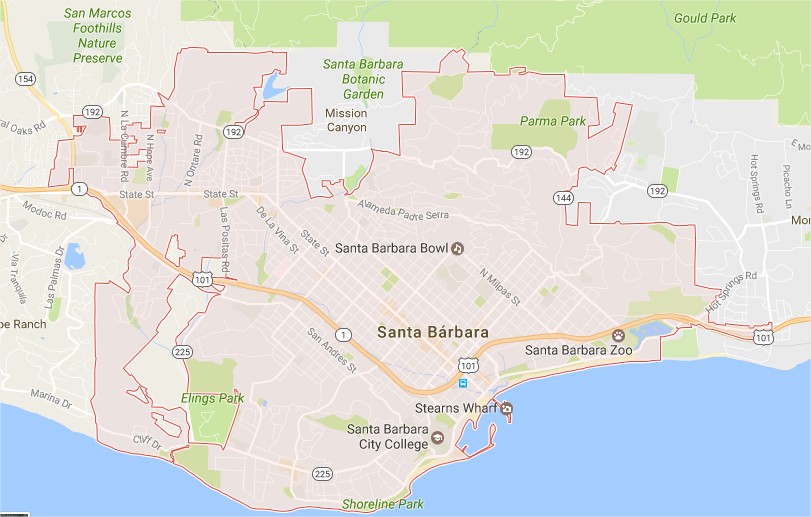 San Marcos
Foothills
Nature
Preserve
Gould Park
154
Santa Barbara
Botanic
Garden
192
Mission
Canyon
Parma Park
N La Cumbre Rd
N Hope Ave
N Ontare Rd
192
192
E Mo
Hot Springs Rd
Picacho Ln
1
State St
State St
144
192
Modoc Rd
Las Positas Rd
De La Vina St
State St
Alameda Padre Serra
Mon
Via Tranquila
Las Palmas Dr
Santa Barbara Bowl
N Milpas St
Hot Springs Rd
101
pe Ranch
1
Santa Bárbara
101
225
San Andres St
Santa Barbara Zoo
101
Marina Dr
Elings Park
Stearns Wharf
Cliff Dr
Santa Barbara
City College
225
Shoreline Park